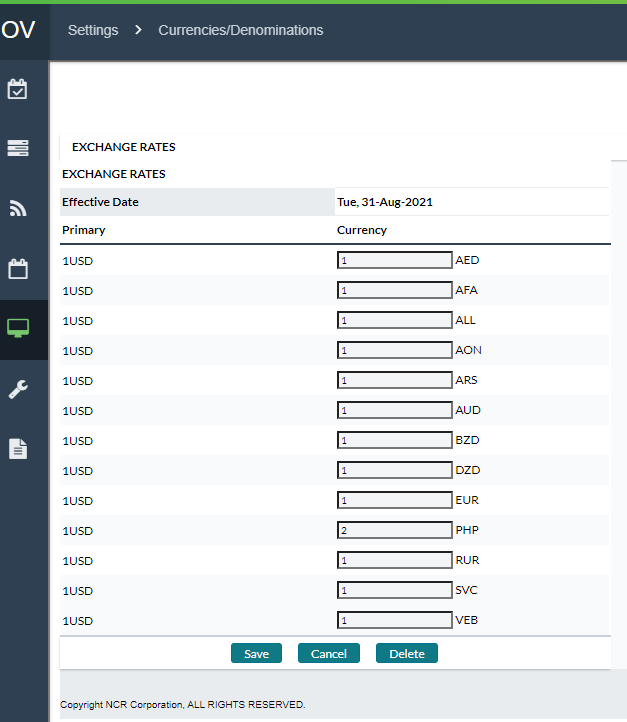 OV Settings > Currencies/Denominations
EXCHANGE RATES
EXCHANGE RATES
Effective Date Tue, 31-Aug-2021
Primary Currency
1USD 1 AED
1USD 1 AFA
1USD 1 ALL
1USD 1 AON
1USD 1 ARS
1USD 1 AUD
1USD 1 BZD
1USD 1 DZD
1USD 1 EUR
1USD 2 PHP
1USD 1 RUR
1USD 1 SVC
1USD 1 VEB
Save Cancel Delete
Copyright NCR Corporation, ALL RIGHTS RESERVED.